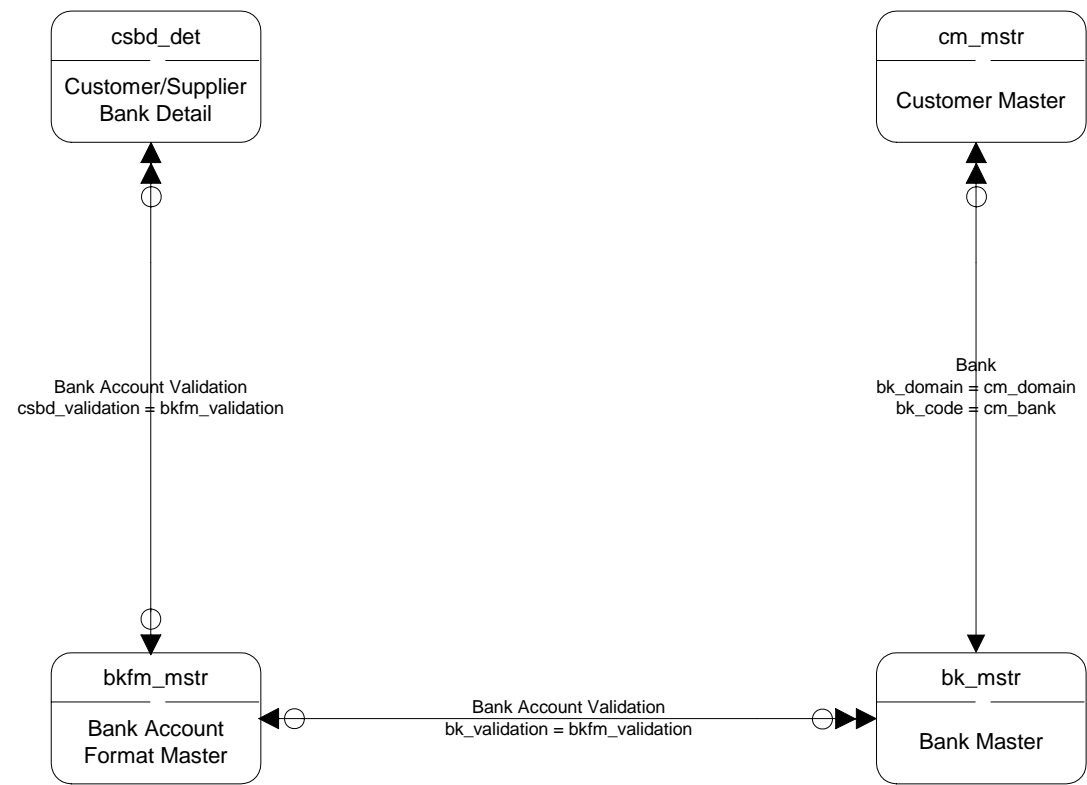 csbd_det
Customer/Supplier
Bank Detail
cm_mstr
Customer Master
Bank Account Validation
csbd_validation = bkfm_validation
Bank
bk_domain = cm_domain
bk_code = cm_bank
bkfm_mstr
Bank Account
Format Master
Bank Account Validation
bk_validation = bkfm_validation
bk_mstr
Bank Master